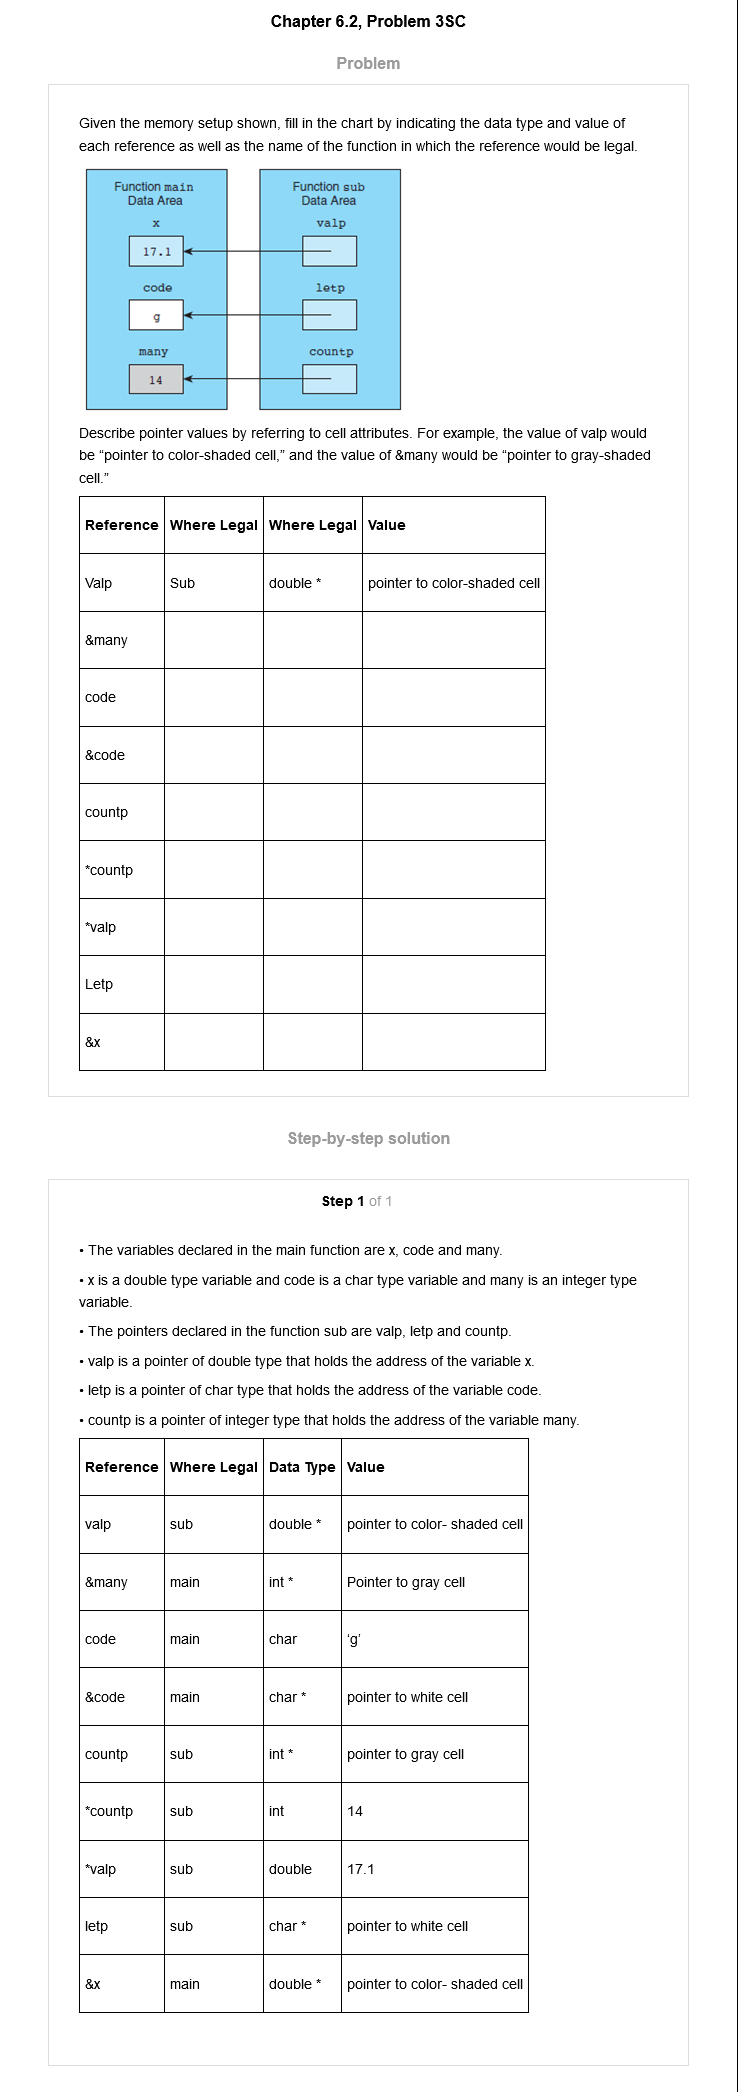 Chapter 6.2, Problem 3SC
Problem
Given the memory setup shown, fill in the chart by indicating the data type and value of
each reference as well as the name of the function in which the reference would be legal.
Function main
Data Area
x
17.1
code
g
many
14
Function sub
Data Area
valp
letp
countp
Describe pointer values by referring to cell attributes. For example, the value of valp would
be “pointer to color-shaded cell,” and the value of &many would be “pointer to gray-shaded
cell.”
Reference Where Legal Where Legal Value
Valp Sub double * pointer to color-shaded cell
&many
code
&code
countp
*countp
*valp
Letp
&x
Step-by-step solution
Step 1 of 1
• The variables declared in the main function are x, code and many.
• x is a double type variable and code is a char type variable and many is an integer type
variable.
• The pointers declared in the function sub are valp, letp and countp.
• valp is a pointer of double type that holds the address of the variable x.
• letp is a pointer of char type that holds the address of the variable code.
• countp is a pointer of integer type that holds the address of the variable many.
Reference Where Legal Data Type Value
valp sub double * pointer to color- shaded cell
&many main int * Pointer to gray cell
code main char ‘g’
&code main char * pointer to white cell
countp sub int * pointer to gray cell
*countp sub int 14
*valp sub double 17.1
letp sub char * pointer to white cell
&x main double * pointer to color- shaded cell